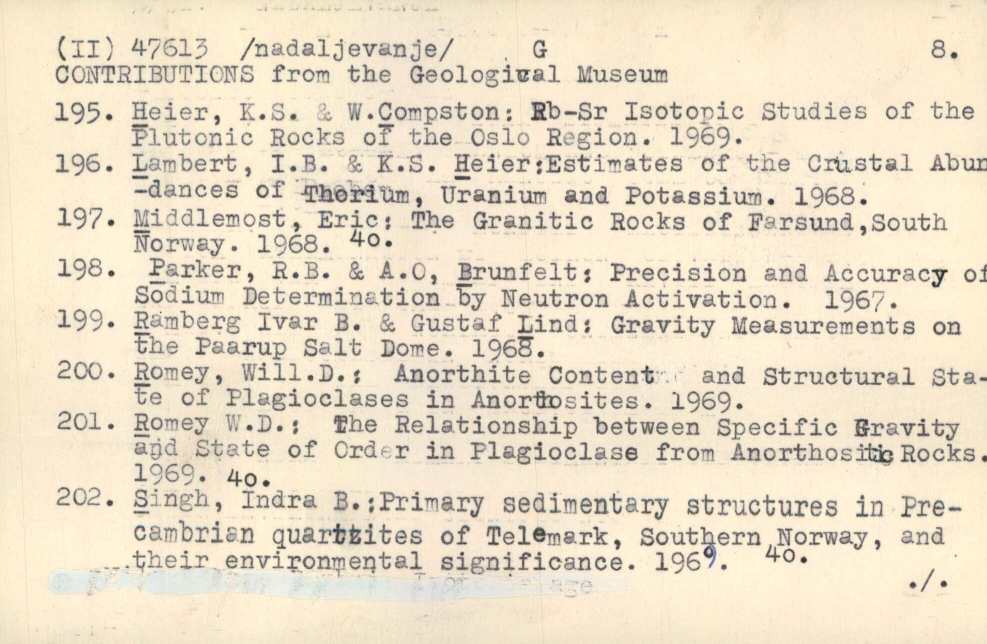 (II) 47613 /nadaljevanje/ G 8.
CONTRIBUTIONS from the Geological Museum
195. Heier, K.S. & W.Compston: Rb-Sr Isotopic Studies of the
Plutonic Rocks of the Oslo Region. 1969.
196. Lambert, I.B. & K.S. Heier:Estimates of the Crustal Abun
-dances of Thorium, Uranium and Potassium. 1968.
197. Middlemost, Eric: The Granitic Rocks of Farsund,South
Norway. 1968. 4o.
198. Parker, R.B. & A.O, Brunfelt: Precision and Accuracy of
Sodium Determination by Neutron Activation. 1967.
199. Ramberg Ivar B. & Gustaf Lind: Gravity Measurements on
the Paarup Salt Dome. 1968.
200. Romey, Will.D.: Anorthite Content and Structural Sta-
te of Plagioclases in Anorthosites. 1969.
201. Romey W.D.: The Relationship between Specific Gravity
and State of Order in Plagioclase from Anorthositic Rocks.
1969. 4o.
202. Singh, Indra B.:Primary sedimentary structures in Pre-
cambrian quartzites of Telemark, Southern Norway, and
their environmental significance. 1969. 4o.
./.